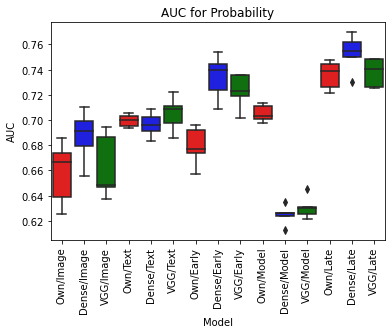 AUC for Probability
AUC
0.76
0.74
0.72
0.70
0.68
0.66
0.64
0.62
Own/Image
Dense/Image
VGG/Image
Own/Text
Dense/Text
VGG/Text
Own/Early
Dense/Early
VGG/Early
Own/Model
Dense/Model
VGG/Model
Own/Late
Dense/Late
VGG/Late
Model